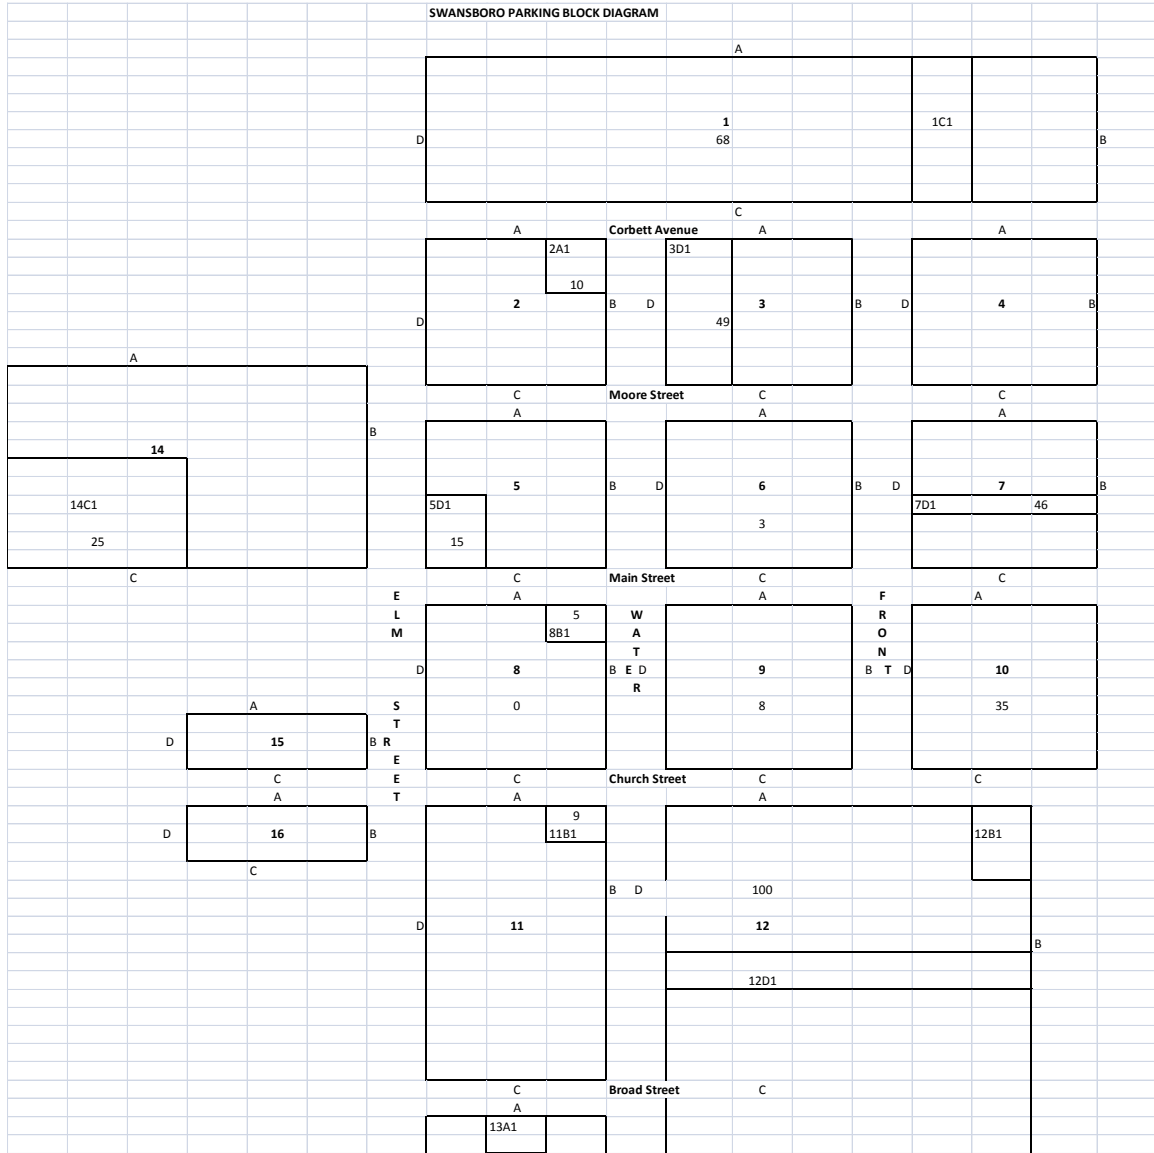 SWANSBORO PARKING BLOCK DIAGRAM
A
1 1C1
D 68 B
C
A Corbett Avenue A A
2A1 3D1
10
2 B D 3 B D 4 B
D 49
A
C Moore Street C C
A A A
B
14
5 B D 6 B D 7 B
14C1 5D1 7D1 46
3
25 15
C C Main Street C C
E A A F A
L 5 W R
M 8B1 A O
T N
D 8 B E D 9 B T D 10
R
A S 0 8 35
T
D 15 B R
E
C E C Church Street C C
A T A A
9
D 16 B 11B1 12B1
C
B D 100
D 11 12
B
12D1
C Broad Street C
A
13A1